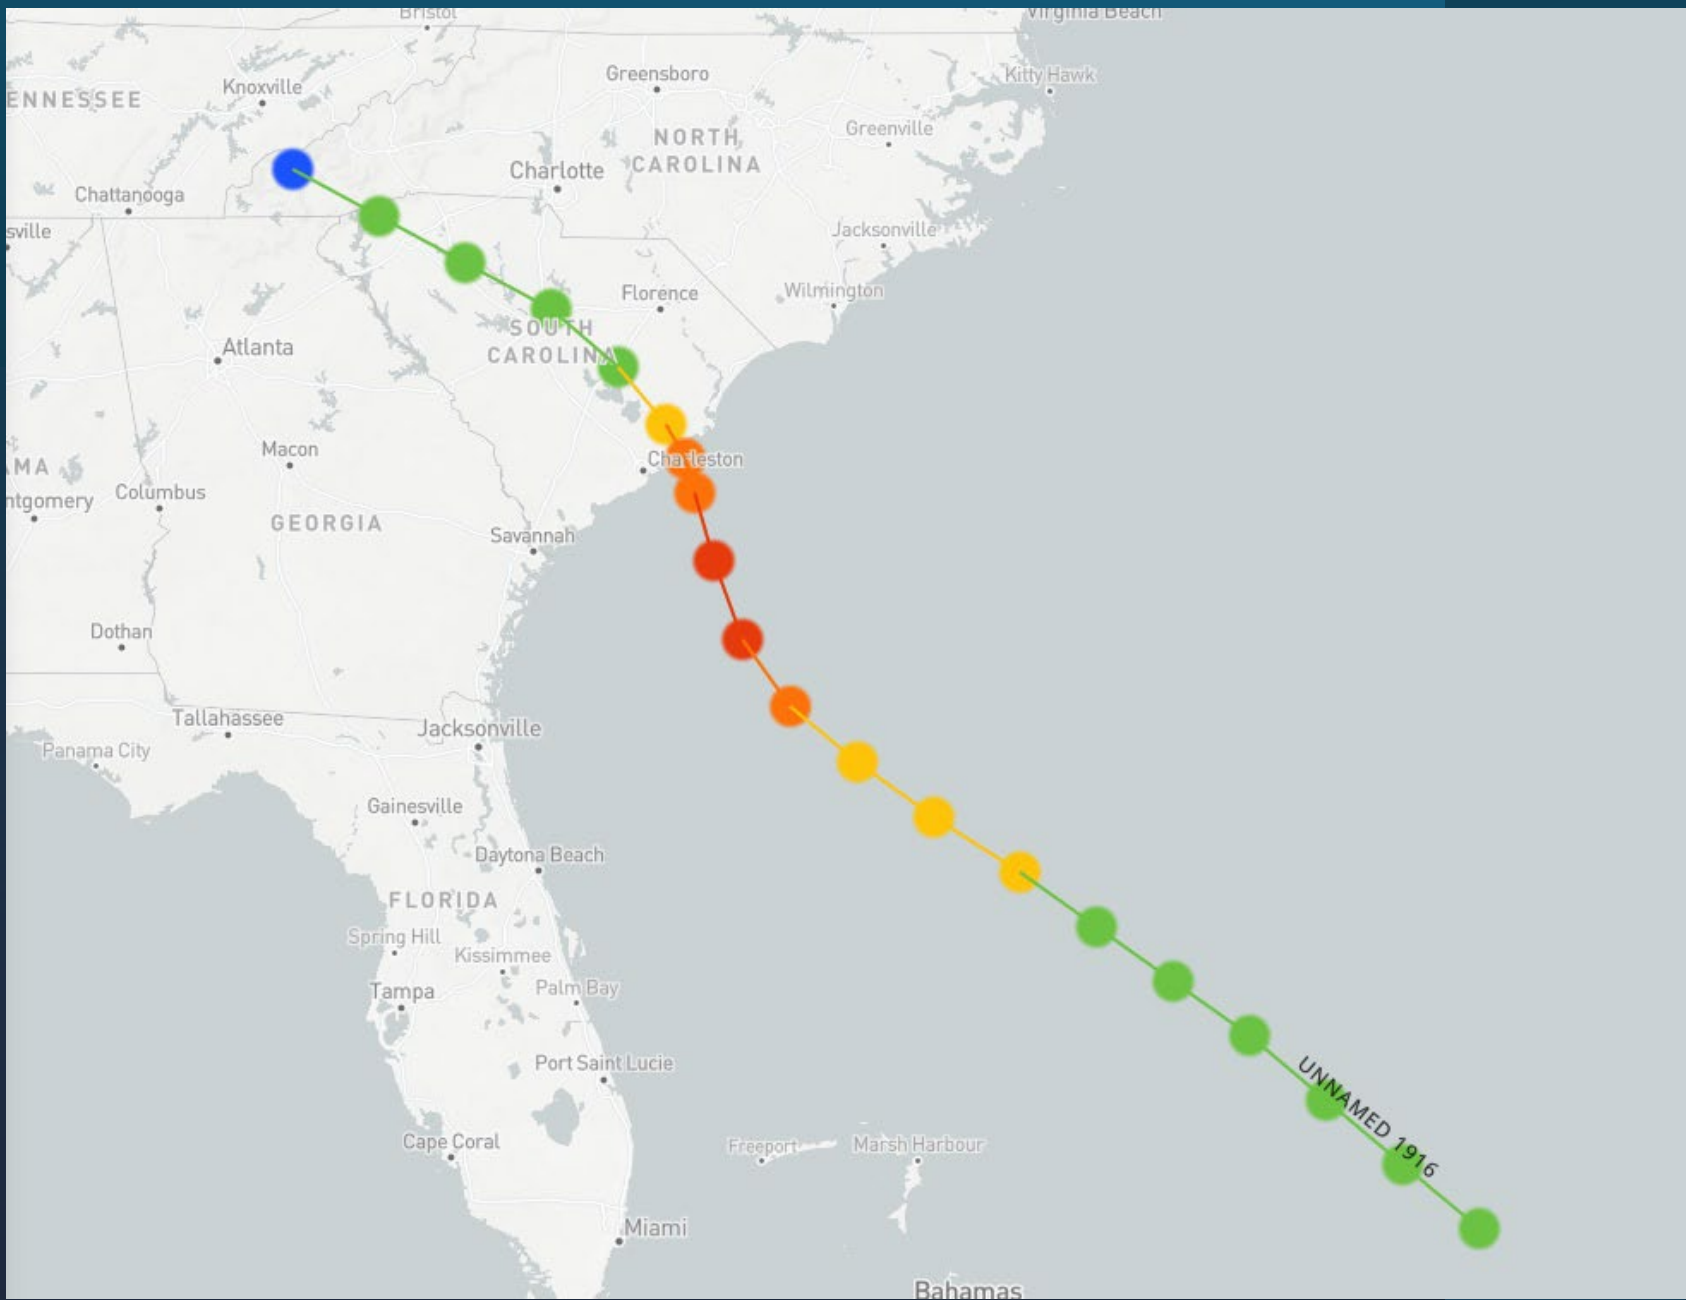 Bristol
Virginia Beach
Knoxville
Greensboro
Kitty Hawk
ENNESSEE
Greenville
NORTH
CAROLINA
Charlotte
Chattanooga
Jacksonville
sville
Florence
Wilmington
SOUTH
CAROLINA
Atlanta
Macon
Charleston
AMA
Columbus
ntgomery
GEORGIA
Savannah
Dothan
Tallahassee
Jacksonville
Panama City
Gainesville
Daytona Beach
FLORIDA
Spring Hill
Kissimmee
Tampa
Palm Bay
Port Saint Lucie
UNNAMED 1916
Cape Coral
Freeport
Marsh Harbour
Miami
Bahamas